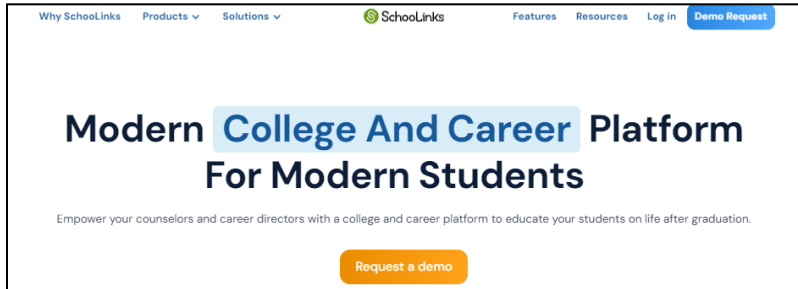 Why SchooLinks Products Solutions SchooLinks Features Resources Log in Demo Request
Modern College And Career Platform
For Modern Students
Empower your counselors and career directors with a college and career platform to educate your students on life after graduation.
Request a demo